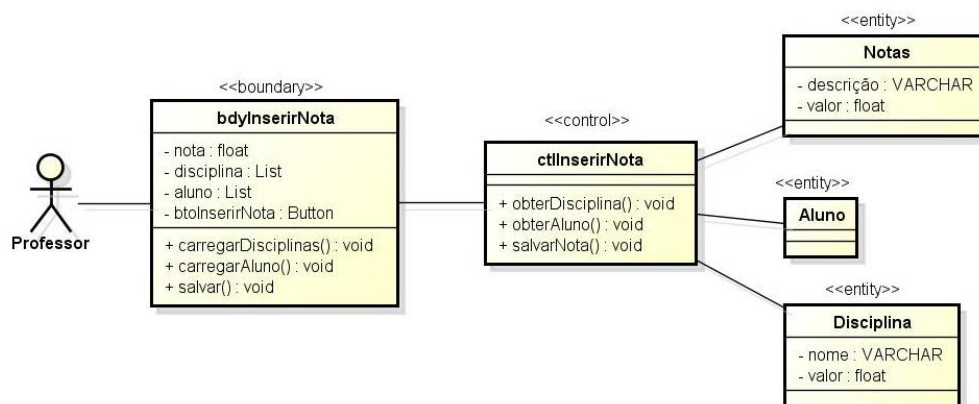 Professor
<<boundary>>
bdyInserirNota
- nota : float
- disciplina : List
- aluno : List
- btoInserirNota : Button
+ carregarDisciplinas() : void
+ carregarAluno() : void
+ salvar() : void
<<control>>
ctlInserirNota
+ obterDisciplina() : void
+ obterAluno() : void
+ salvarNota() : void
<<entity>>
Notas
- descrição : VARCHAR
- valor : float
<<entity>>
Aluno
<<entity>>
Disciplina
- nome : VARCHAR
- valor : float